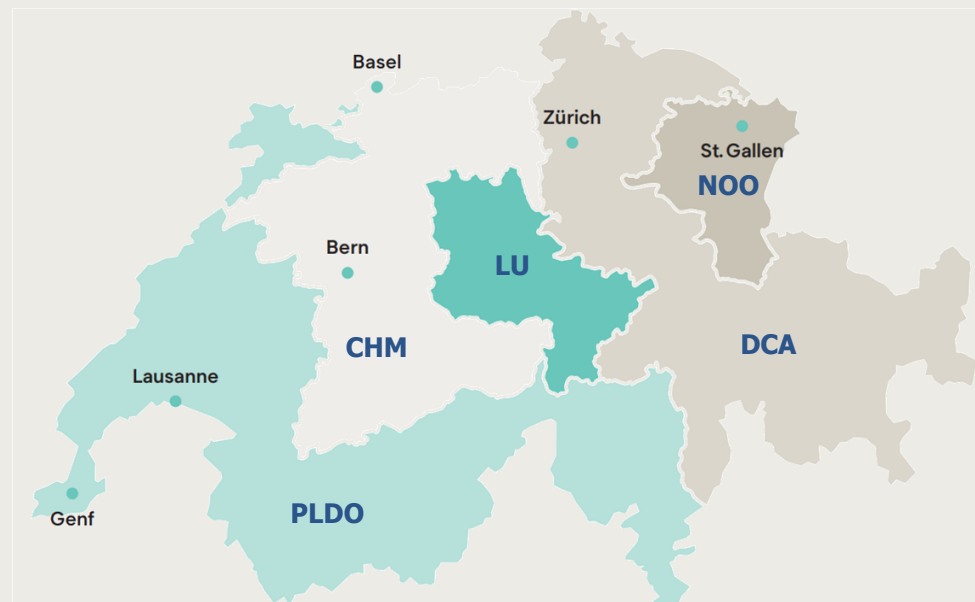 Basel
Zürich
St. Gallen
NOO
Bern
LU
CHM
DCA
Lausanne
PLDO
Genf